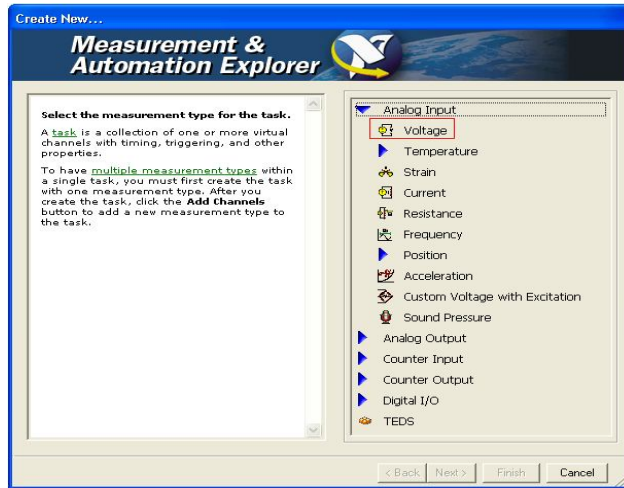 Create New...
Measurement &
Automation Explorer
Select the measurement type for the task.
A task is a collection of one or more virtual
channels with timing, triggering, and other
properties.
To have multiple measurement types within
a single task, you must first create the task
with one measurement type. After you
create the task, click the Add Channels
button to add a new measurement type to
the task.
Analog Input
Voltage
Temperature
Strain
Current
Resistance
Frequency
Position
Acceleration
Custom Voltage with Excitation
Sound Pressure
Analog Output
Counter Input
Counter Output
Digital I/O
TEDS
< Back
Next >
Finish
Cancel